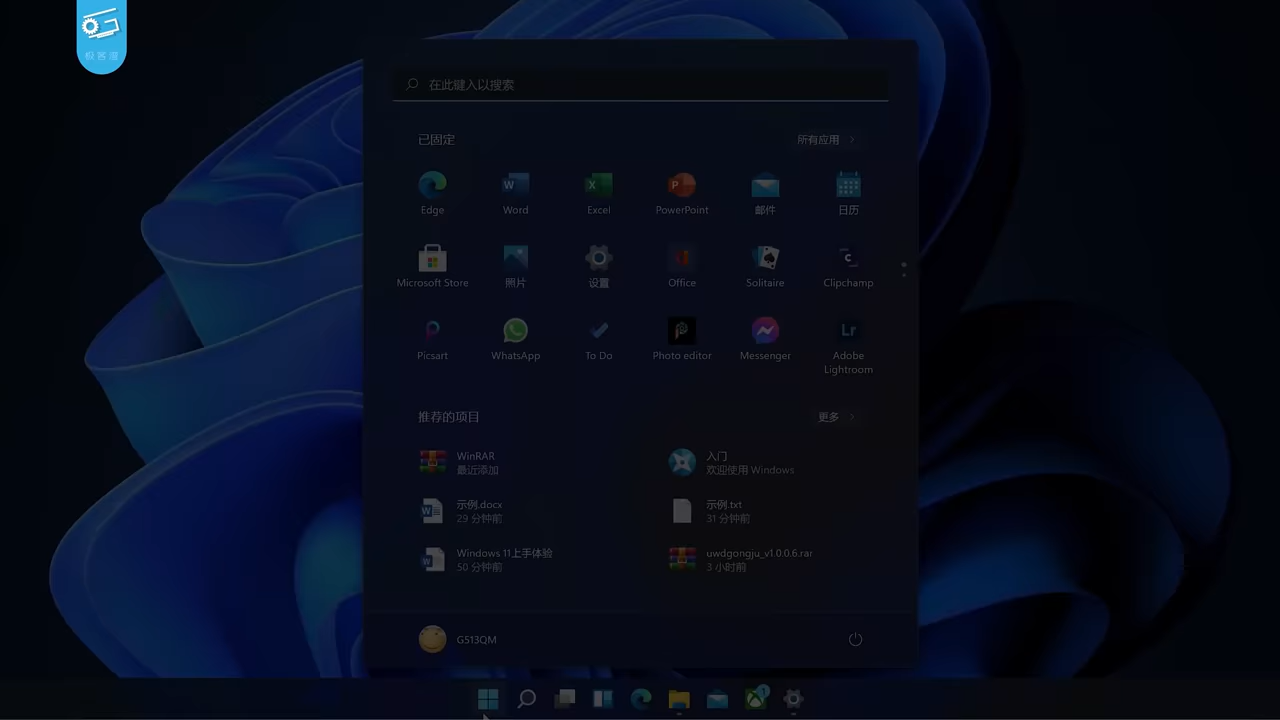 极客湾
在此键入以搜索
已固定
所有应用
Edge
Word
Excel
PowerPoint
邮件
日历
Microsoft Store
照片
设置
Office
Solitaire
Clipchamp
Picsart
WhatsApp
To Do
Photo editor
Messenger
Adobe
Lightroom
推荐的项目
更多
WinRAR
最近添加
入门
欢迎使用 Windows
示例.docx
29 分钟前
示例.txt
31 分钟前
Windows 11上手体验
50 分钟前
uwdgongju_v1.0.0.6.rar
3 小时前
G513QM